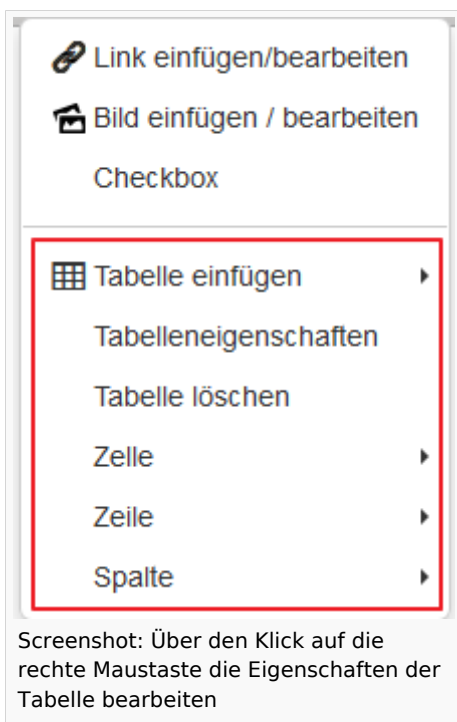 Link einfügen/bearbeiten
Bild einfügen / bearbeiten
Checkbox
Tabelle einfügen
Tabelleneigenschaften
Tabelle löschen
Zelle
Zeile
Spalte
Screenshot: Über den Klick auf die
rechte Maustaste die Eigenschaften der
Tabelle bearbeiten